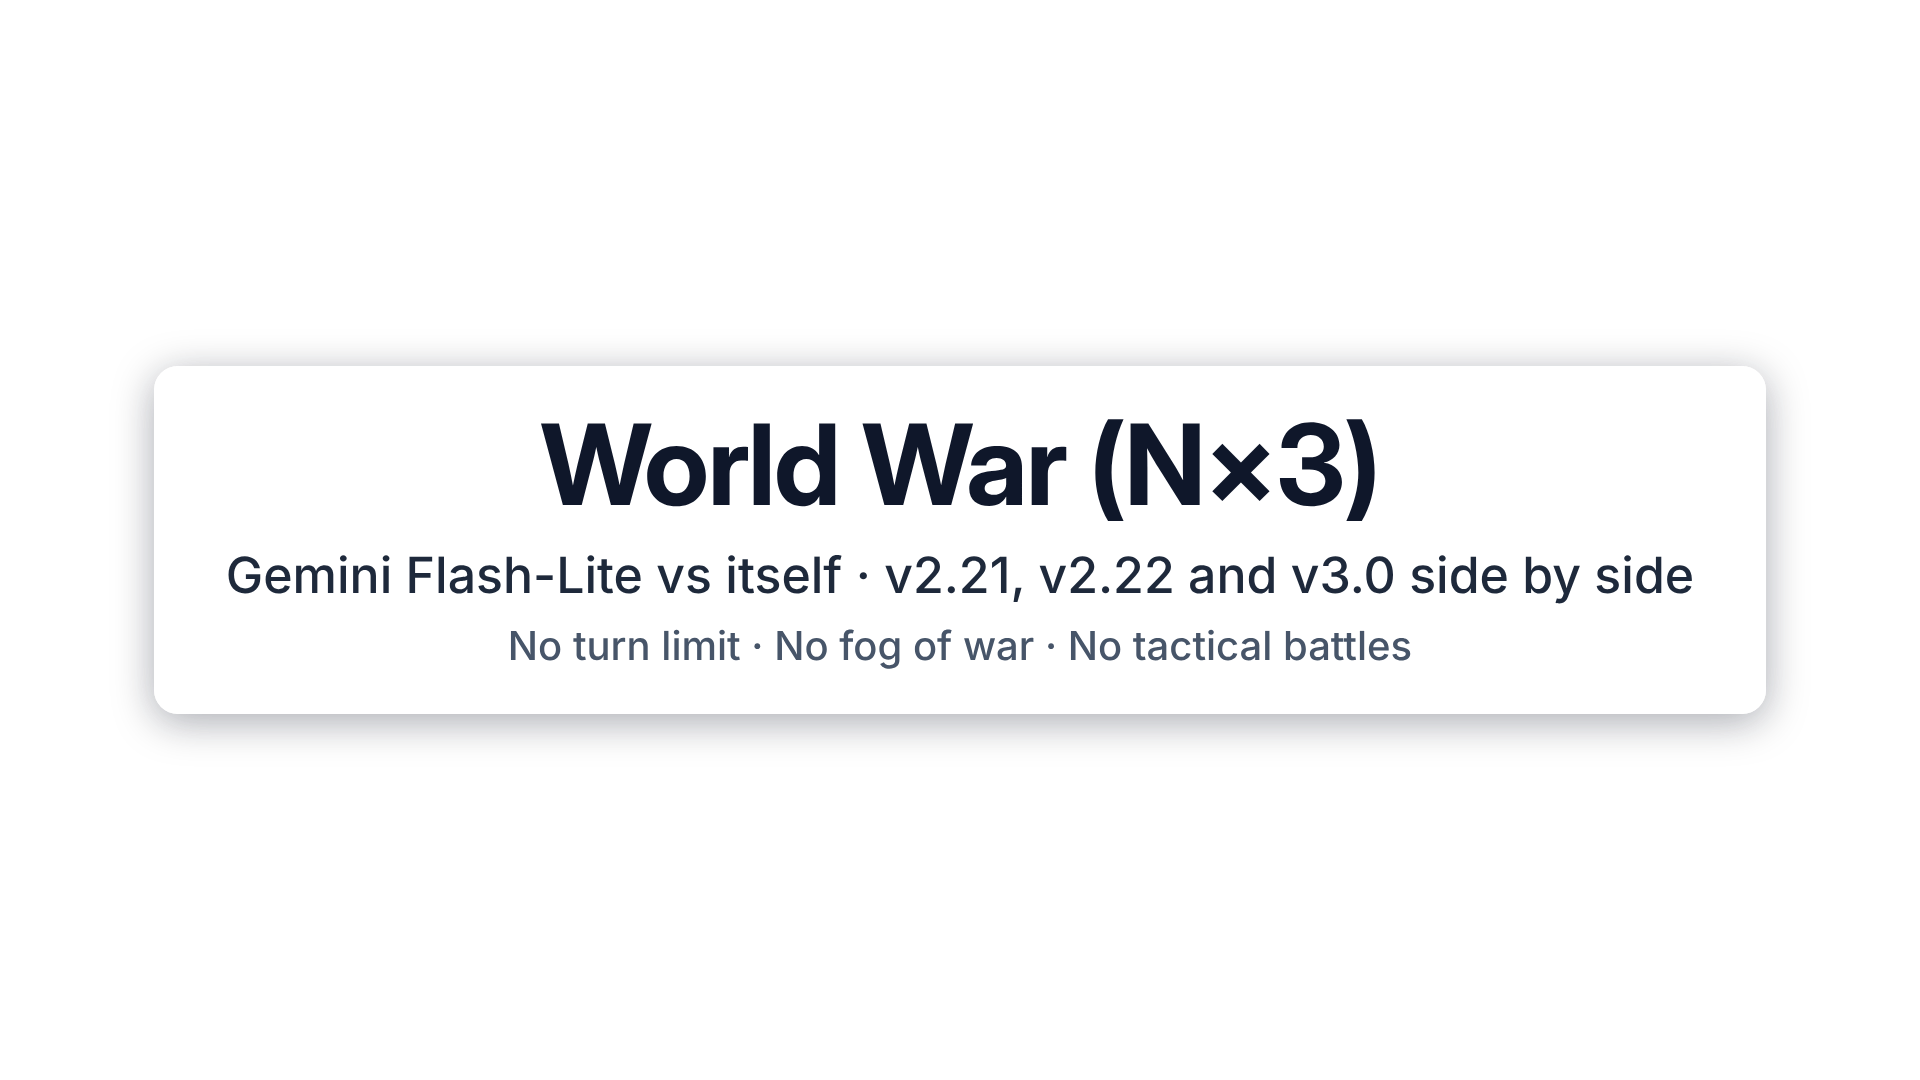 World War (N×3)
Gemini Flash-Lite vs itself · v2.21, v2.22 and v3.0 side by side
No turn limit · No fog of war · No tactical battles